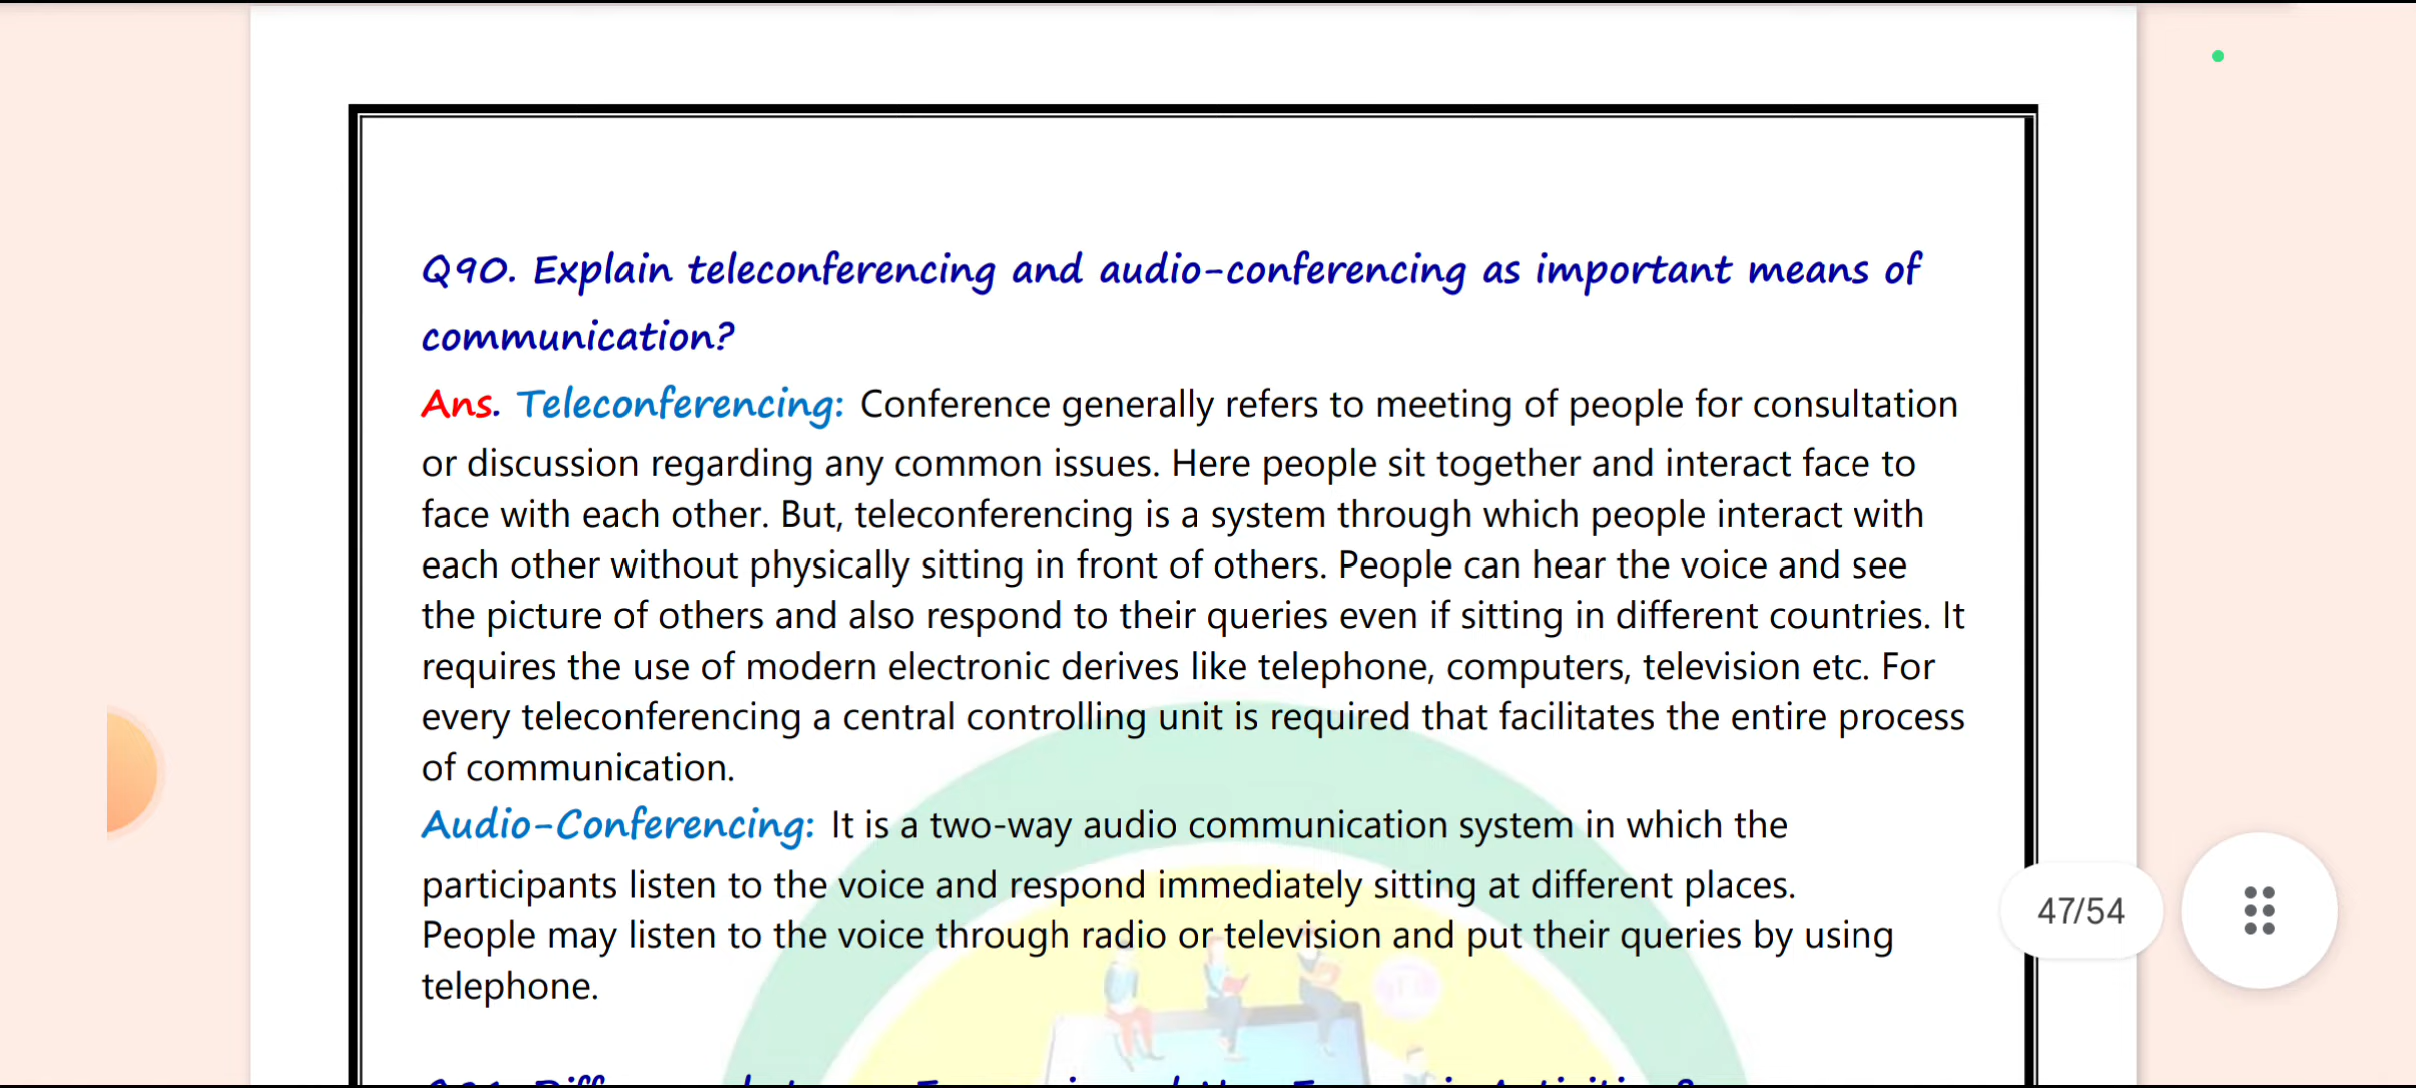 Q90. Explain teleconferencing and audio-conferencing as important means of
communication?
Ans. Teleconferencing: Conference generally refers to meeting of people for consultation
or discussion regarding any common issues. Here people sit together and interact face to
face with each other. But, teleconferencing is a system through which people interact with
each other without physically sitting in front of others. People can hear the voice and see
the picture of others and also respond to their queries even if sitting in different countries. It
requires the use of modern electronic derives like telephone, computers, television etc. For
every teleconferencing a central controlling unit is required that facilitates the entire process
of communication.
Audio-Conferencing: It is a two-way audio communication system in which the
participants listen to the voice and respond immediately sitting at different places.
People may listen to the voice through radio or television and put their queries by using
telephone.
47/54